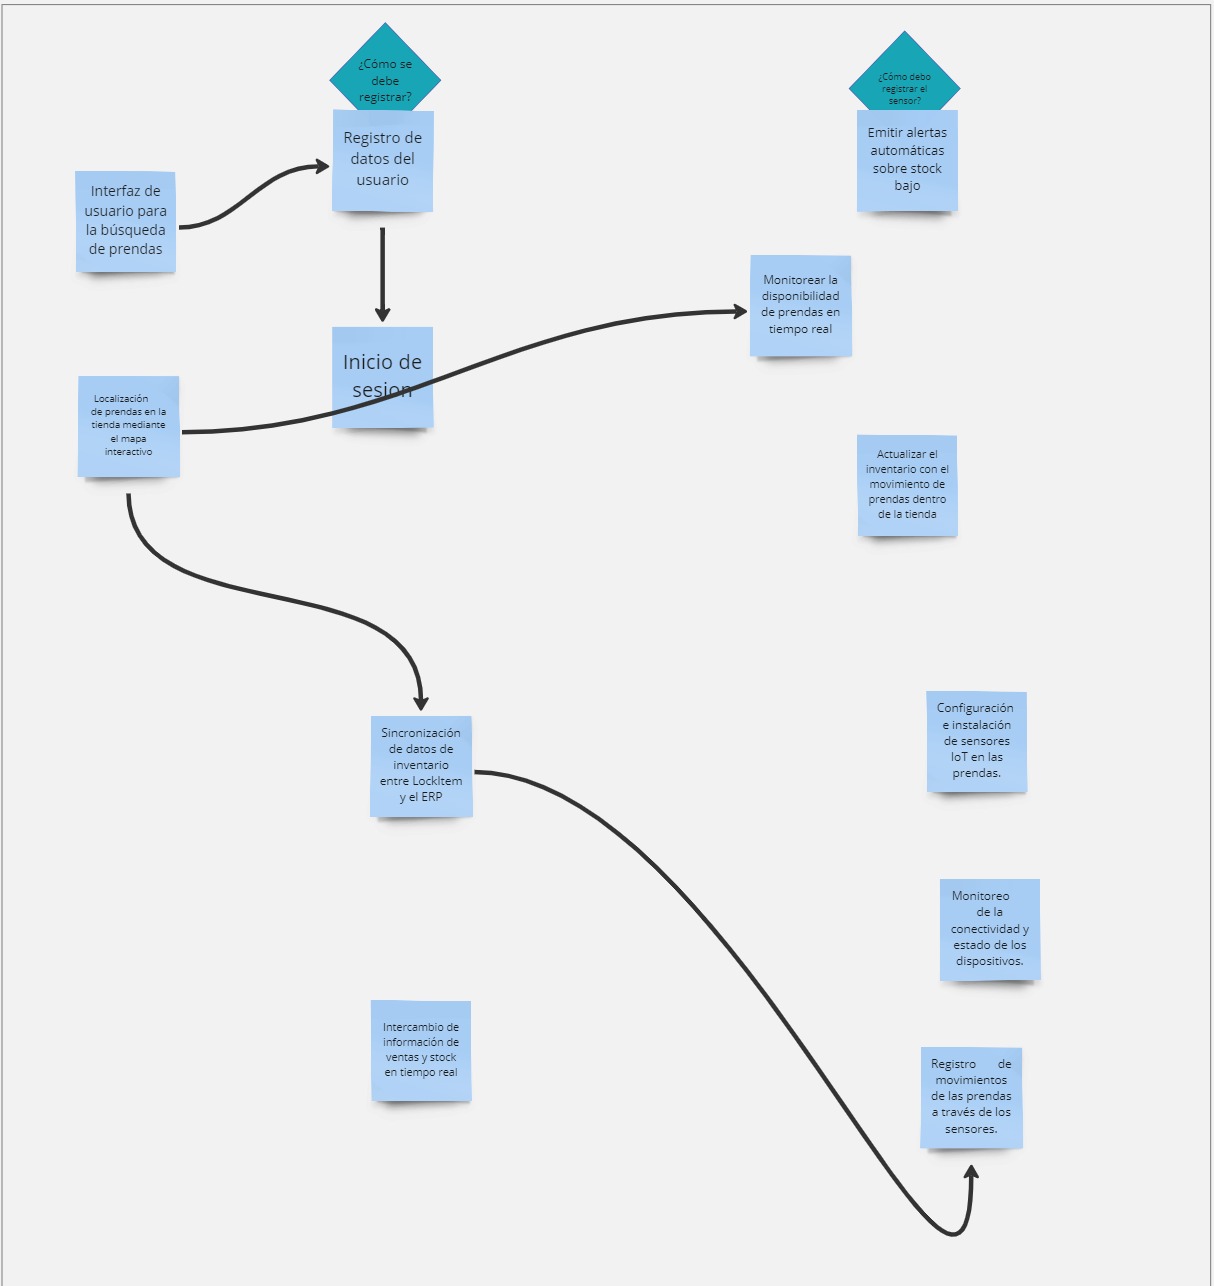 ¿Cómo se
debe
registrar?
¿Cómo debo
registrar el
sensor?
Registro de
datos del
usuario
Emitir alertas
automáticas
sobre stock
bajo
Interfaz de
usuario para
la búsqueda
de prendas
Monitorear la
disponibilidad
de prendas en
tiempo real
Inicio de
sesion
Localización
de prendas en la
tienda mediante
el mapa
interactivo
Actualizar el
inventario con el
movimiento de
prendas dentro
de la tienda
Sincronización
de datos de
inventario
entre LockItem
y el ERP
Configuración
e instalación
de sensores
IoT en las
prendas.
Monitoreo
de la
conectividad y
estado de los
dispositivos.
Intercambio de
información de
ventas y stock
en tiempo real
Registro de
movimientos
de las prendas
a través de los
sensores.